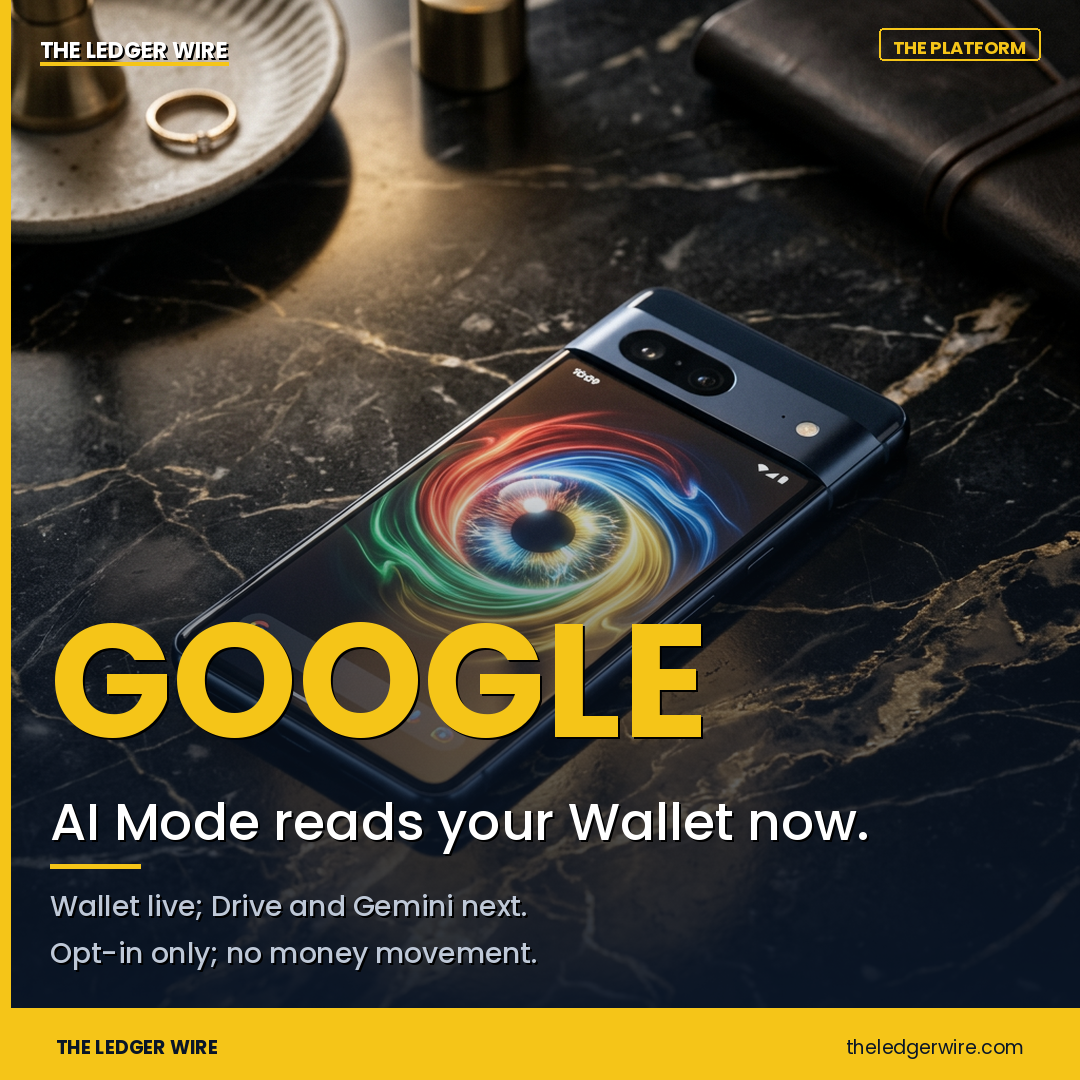 THE LEDGER WIRE
THE PLATFORM
GOOGLE
AI Mode reads your Wallet now.
Wallet live; Drive and Gemini next.
Opt-in only; no money movement.
THE LEDGER WIRE
theledgerwire.com